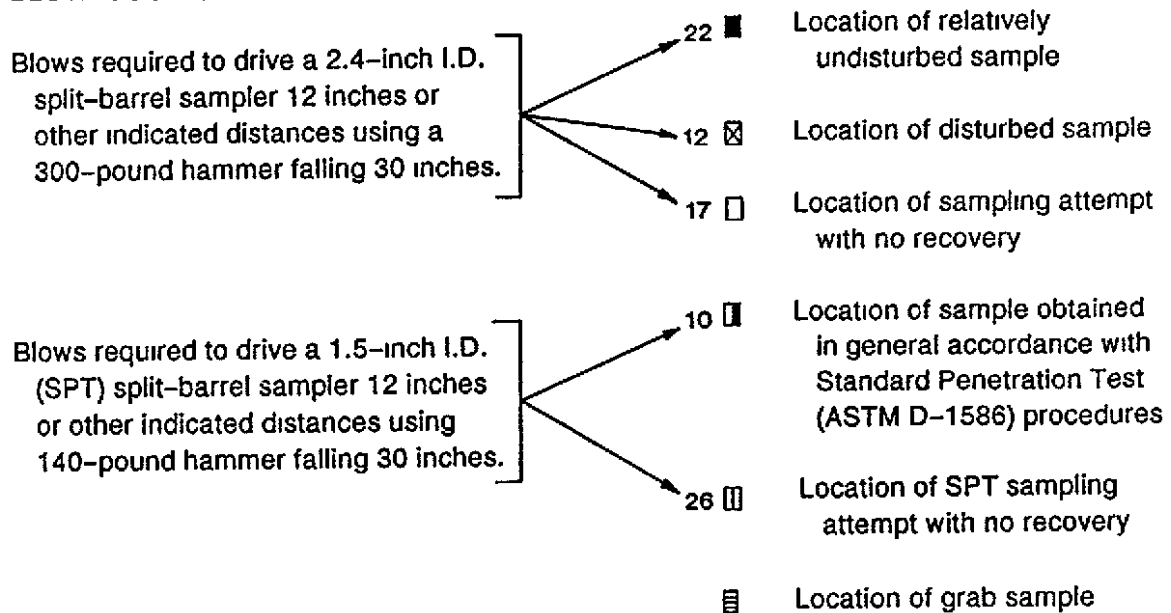 22 Location of relatively
undisturbed sample
Blows required to drive a 2.4-inch I.D.
split-barrel sampler 12 inches or
other indicated distances using a
300-pound hammer falling 30 inches.
12 Location of disturbed sample
17 Location of sampling attempt
with no recovery
Blows required to drive a 1.5-inch I.D.
(SPT) split-barrel sampler 12 inches
or other indicated distances using
140-pound hammer falling 30 inches.
10 Location of sample obtained
in general accordance with
Standard Penetration Test
(ASTM D-1586) procedures
26 Location of SPT sampling
attempt with no recovery
Location of grab sample